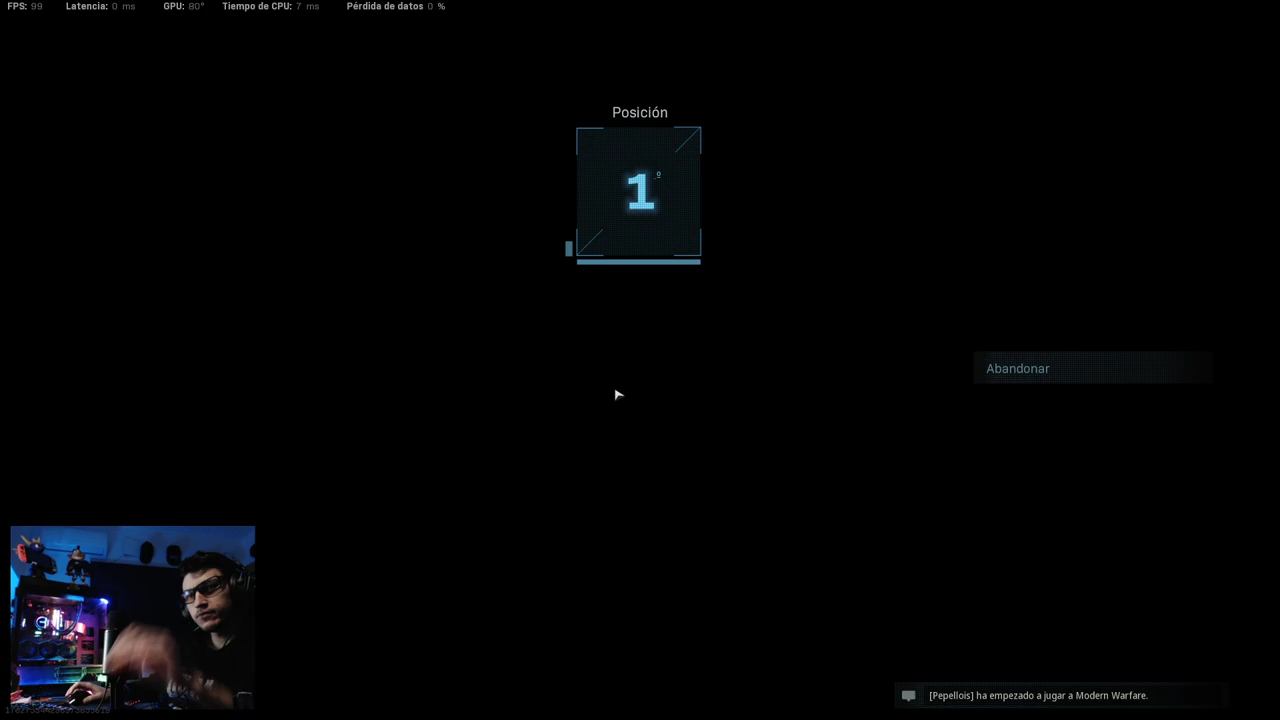 FPS: 99 Latencia: 0 ms GPU: 80° Tiempo de CPU: 7 ms Pérdida de datos 0 %
Posición
1º
Abandonar
[Pepellois] ha empezado a jugar a Modern Warfare.